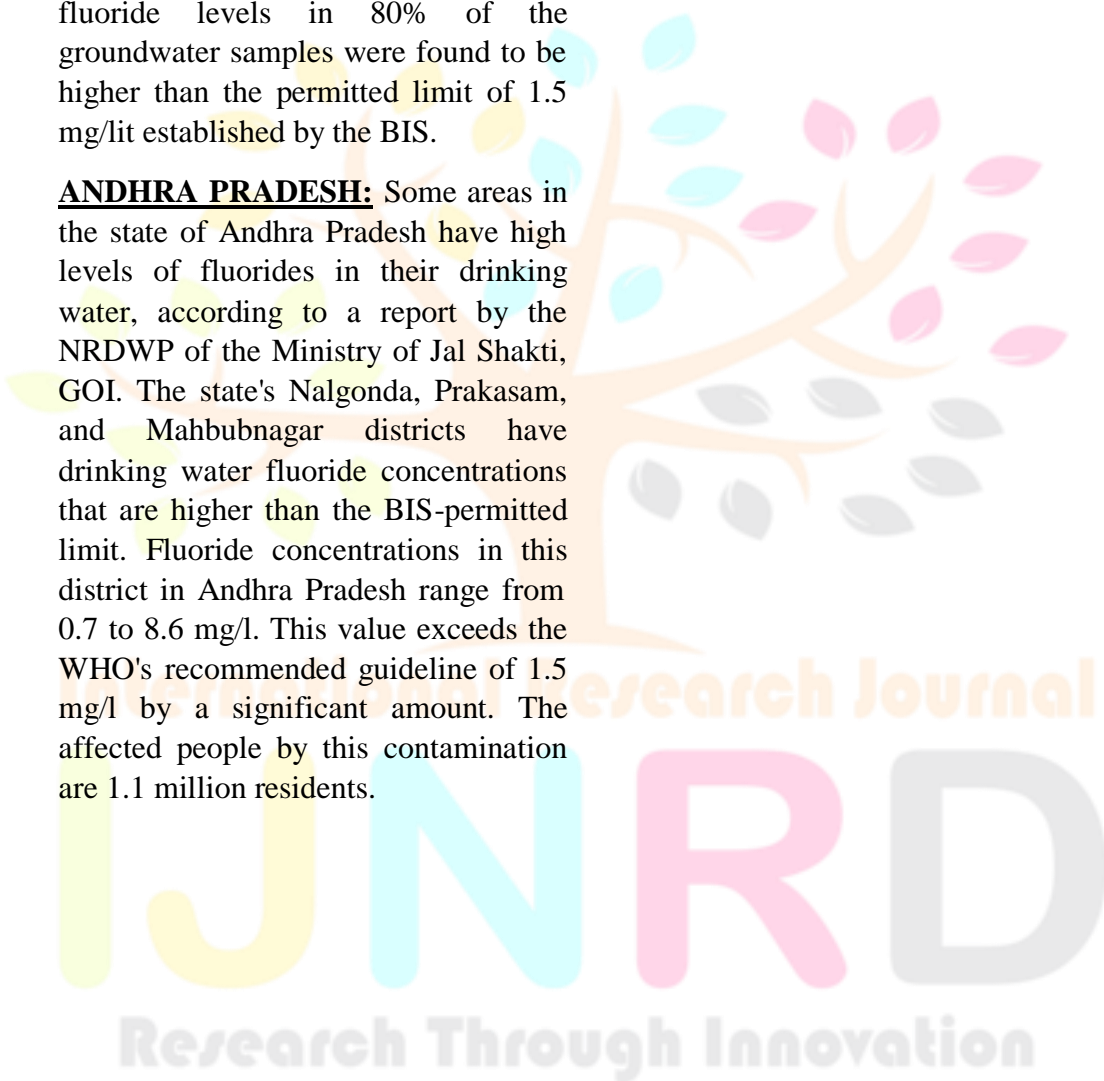 fluoride levels in 80% of the
groundwater samples were found to be
higher than the permitted limit of 1.5
mg/lit established by the BIS.
ANDHRA PRADESH: Some areas in
the state of Andhra Pradesh have high
levels of fluorides in their drinking
water, according to a report by the
NRDWP of the Ministry of Jal Shakti,
GOI. The state's Nalgonda, Prakasam,
and Mahbubnagar districts have
drinking water fluoride concentrations
that are higher than the BIS-permitted
limit. Fluoride concentrations in this
district in Andhra Pradesh range from
0.7 to 8.6 mg/l. This value exceeds the
WHO's recommended guideline of 1.5
mg/l by a significant amount. The
affected people by this contamination
are 1.1 million residents.
International Research Journal
IJNRD
Research Through Innovation